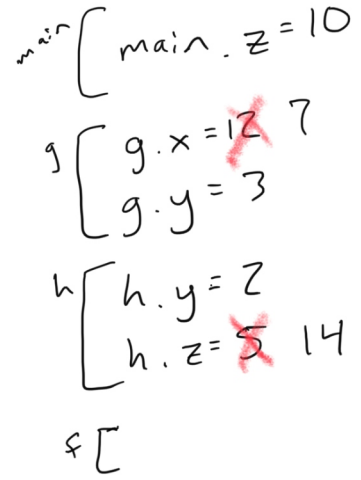 main [ main.z = 10
g [ g.x = 12 7
g.y = 3
h [ h.y = 2
h.z = 5 14
f [